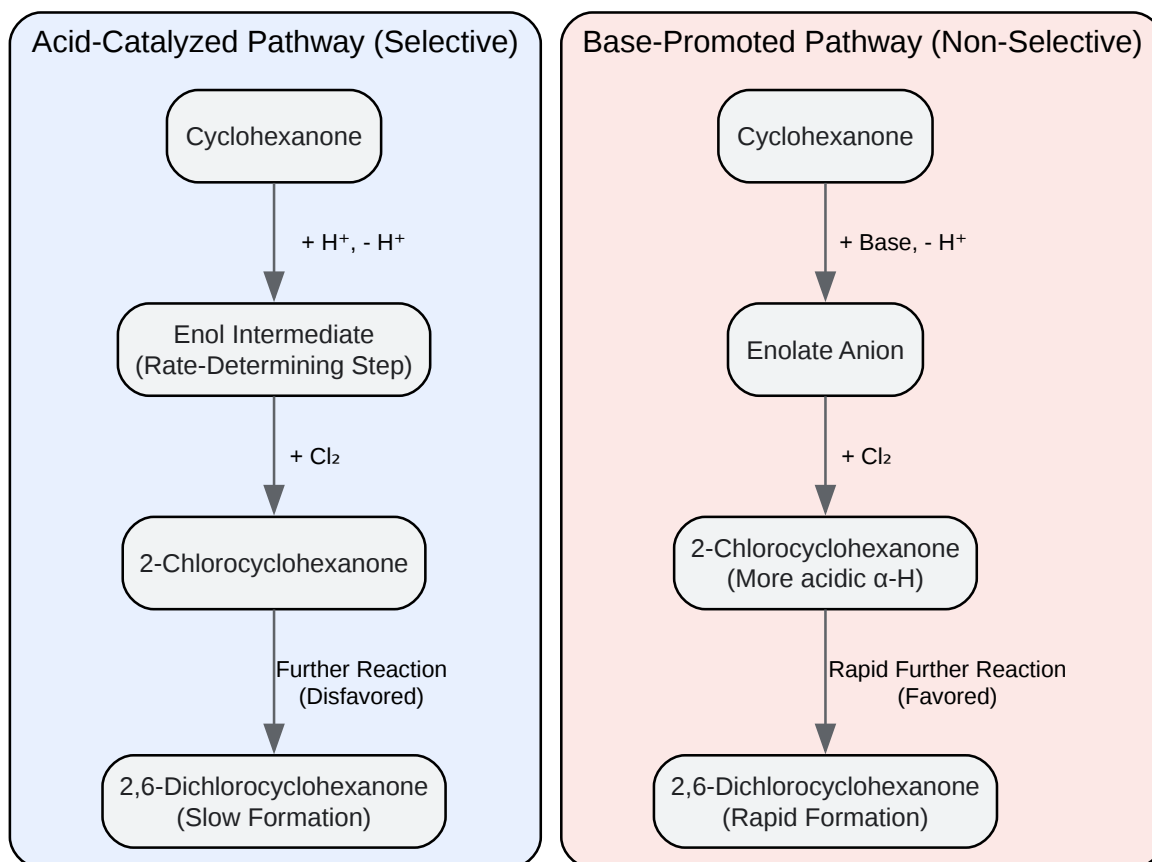 Acid-Catalyzed Pathway (Selective)
Cyclohexanone
+ H⁺, - H⁺
Enol Intermediate
(Rate-Determining Step)
+ Cl₂
2-Chlorocyclohexanone
Further Reaction
(Disfavored)
2,6-Dichlorocyclohexanone
(Slow Formation)
Base-Promoted Pathway (Non-Selective)
Cyclohexanone
+ Base, - H⁺
Enolate Anion
+ Cl₂
2-Chlorocyclohexanone
(More acidic α-H)
Rapid Further Reaction
(Favored)
2,6-Dichlorocyclohexanone
(Rapid Formation)